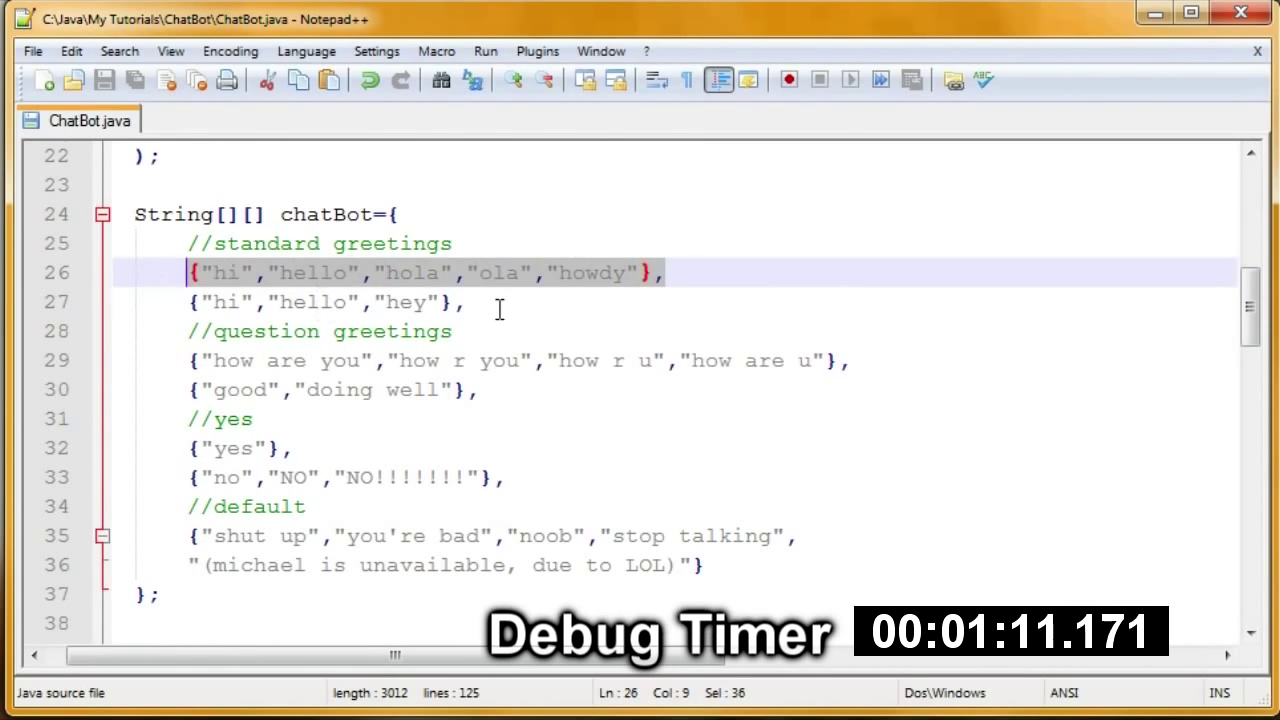 C:\Java\My Tutorials\ChatBot\ChatBot.java - Notepad++
File Edit Search View Encoding Language Settings Macro Run Plugins Window ? X
ABC
ChatBot.java
22 );
23
24 String[][] chatBot={
25 //standard greetings
26 {"hi","hello","hola","ola","howdy"},
27 {"hi","hello","hey"},
28 //question greetings
29 {"how are you","how r you","how r u","how are u"},
30 {"good","doing well"},
31 //yes
32 {"yes"},
33 {"no","NO","NO!!!!!!!"},
34 //default
35 {"shut up","you're bad","noob","stop talking",
36 "(michael is unavailable, due to LOL)"}
37 };
38
Debug Timer 00:01:11.171
Java source file length : 3012 lines : 125 Ln : 26 Col : 9 Sel : 36 Dos\Windows ANSI INS